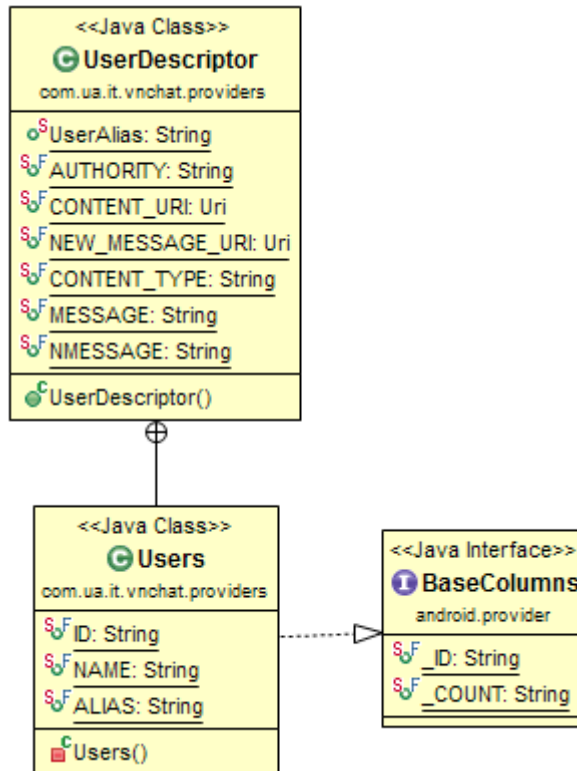 <<Java Class>>
C UserDescriptor
com.ua.it.vnchat.providers
S UserAlias: String
S F AUTHORITY: String
S F CONTENT_URI: Uri
S F NEW_MESSAGE_URI: Uri
S F CONTENT_TYPE: String
S F MESSAGE: String
S F NMESSAGE: String
C UserDescriptor()
<<Java Class>>
C Users
com.ua.it.vnchat.providers
S F ID: String
S F NAME: String
S F ALIAS: String
C Users()
<<Java Interface>>
I BaseColumns
android.provider
S F _ID: String
S F _COUNT: String